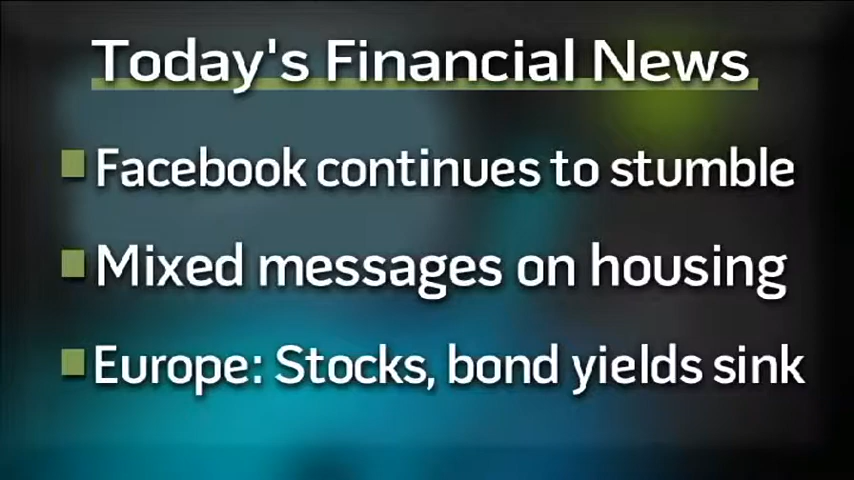 Today's Financial News
Facebook continues to stumble
Mixed messages on housing
Europe: Stocks, bond yields sink